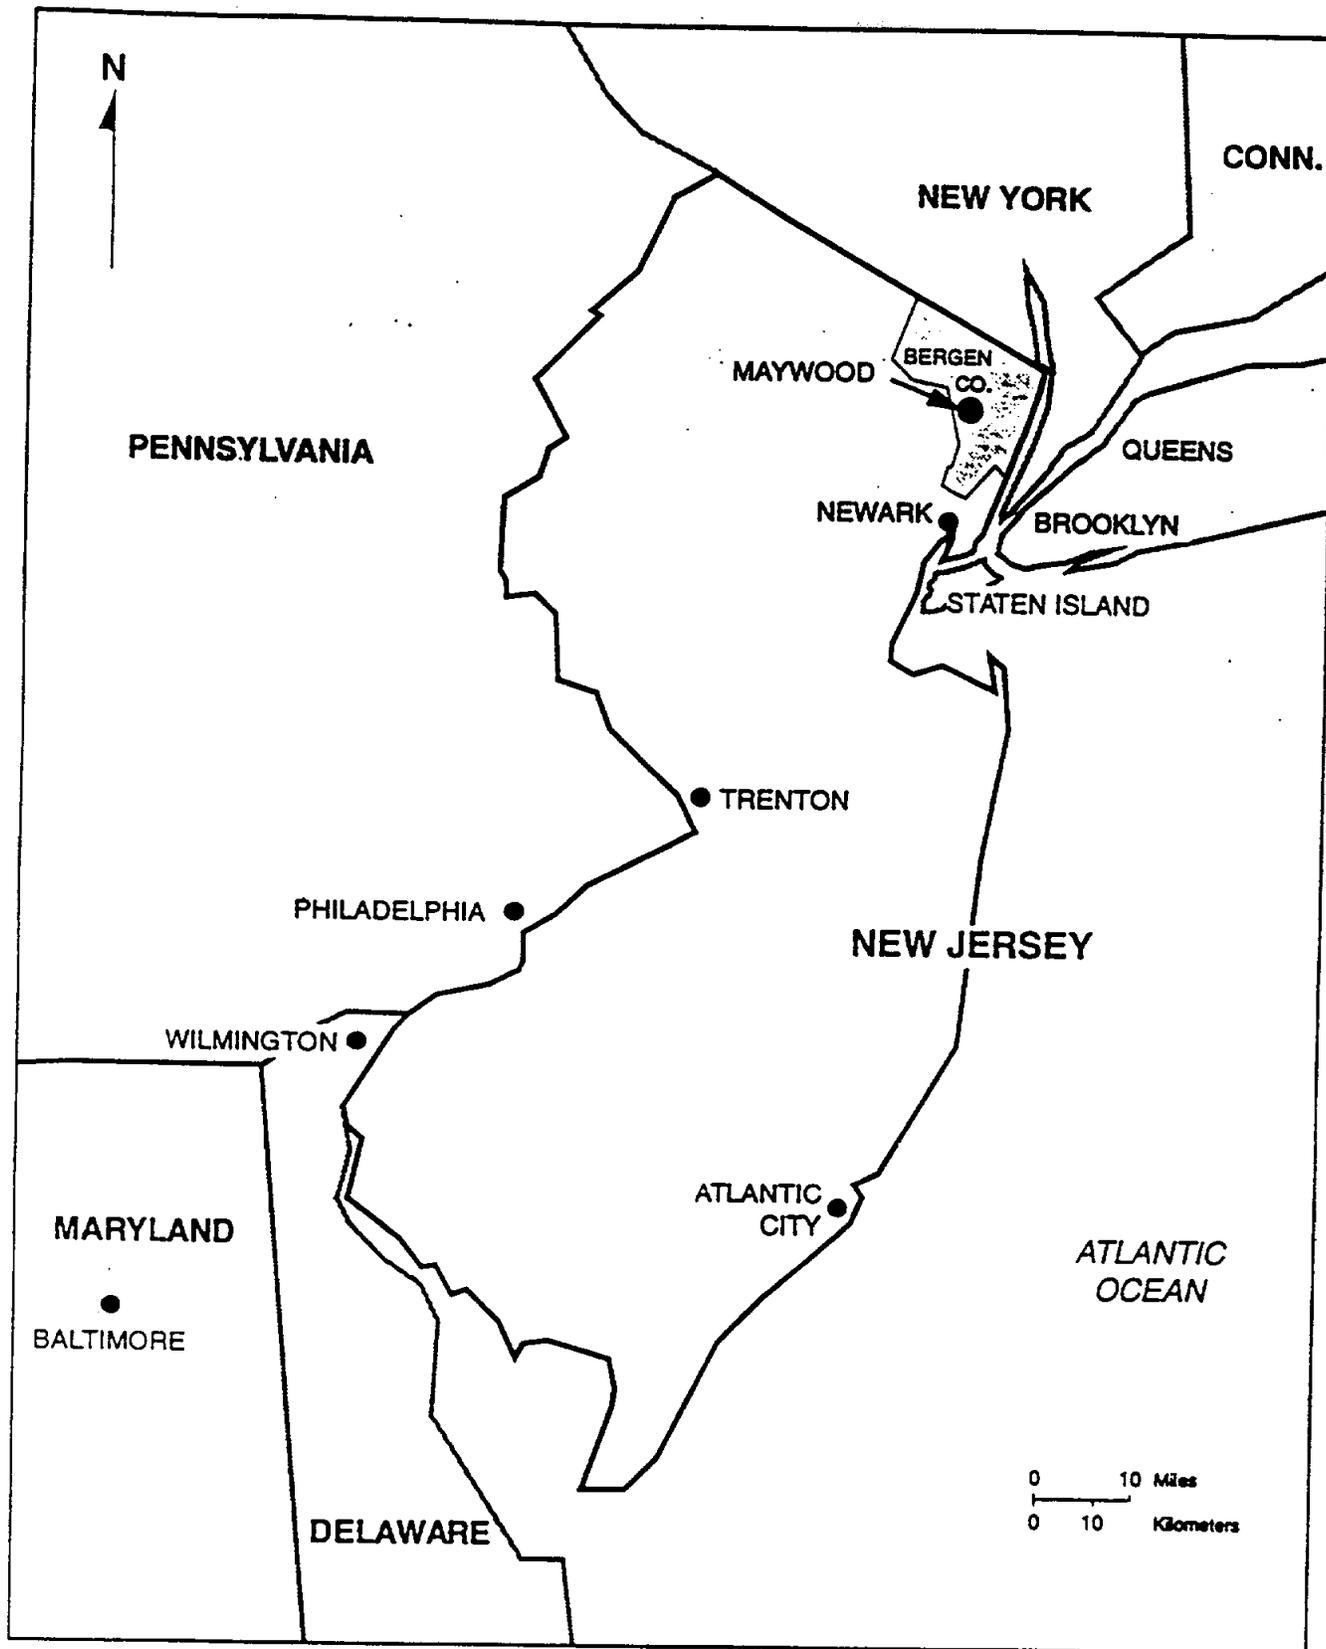 N
CONN.
NEW YORK
BERGEN
CO.
MAYWOOD
PENNSYLVANIA
QUEENS
NEWARK
BROOKLYN
STATEN ISLAND
TRENTON
PHILADELPHIA
NEW JERSEY
WILMINGTON
ATLANTIC
CITY
MARYLAND
ATLANTIC
OCEAN
BALTIMORE
0 10 Miles
0 10 Kilometers
DELAWARE